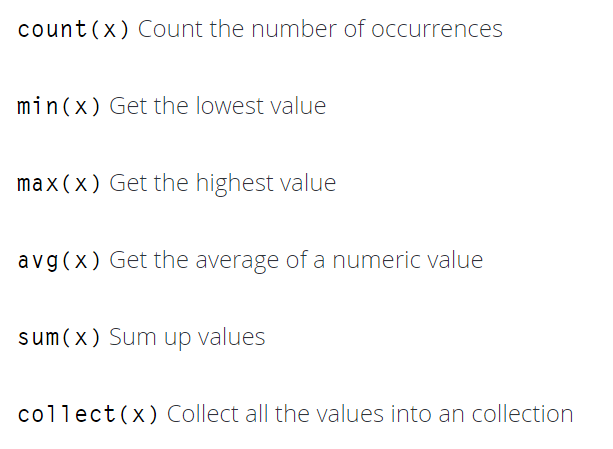 count(x) Count the number of occurrences
min(x) Get the lowest value
max(x) Get the highest value
avg(x) Get the average of a numeric value
sum(x) Sum up values
collect(x) Collect all the values into an collection